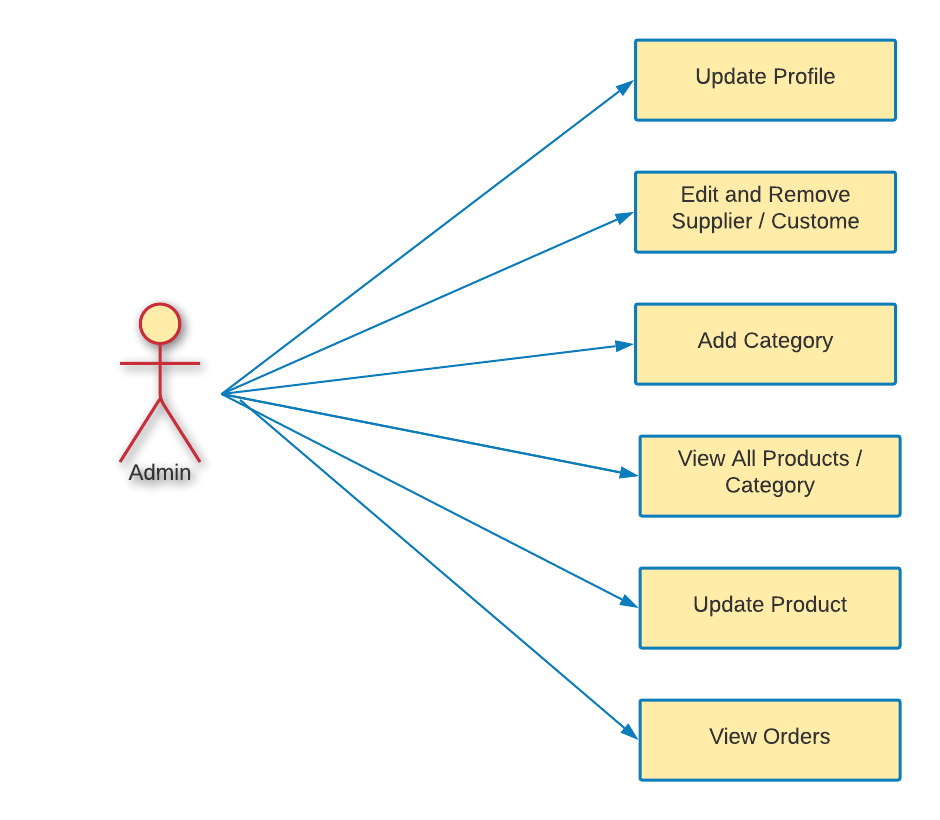 Update Profile
Edit and Remove
Supplier / Custome
Add Category
Admin
View All Products /
Category
Update Product
View Orders